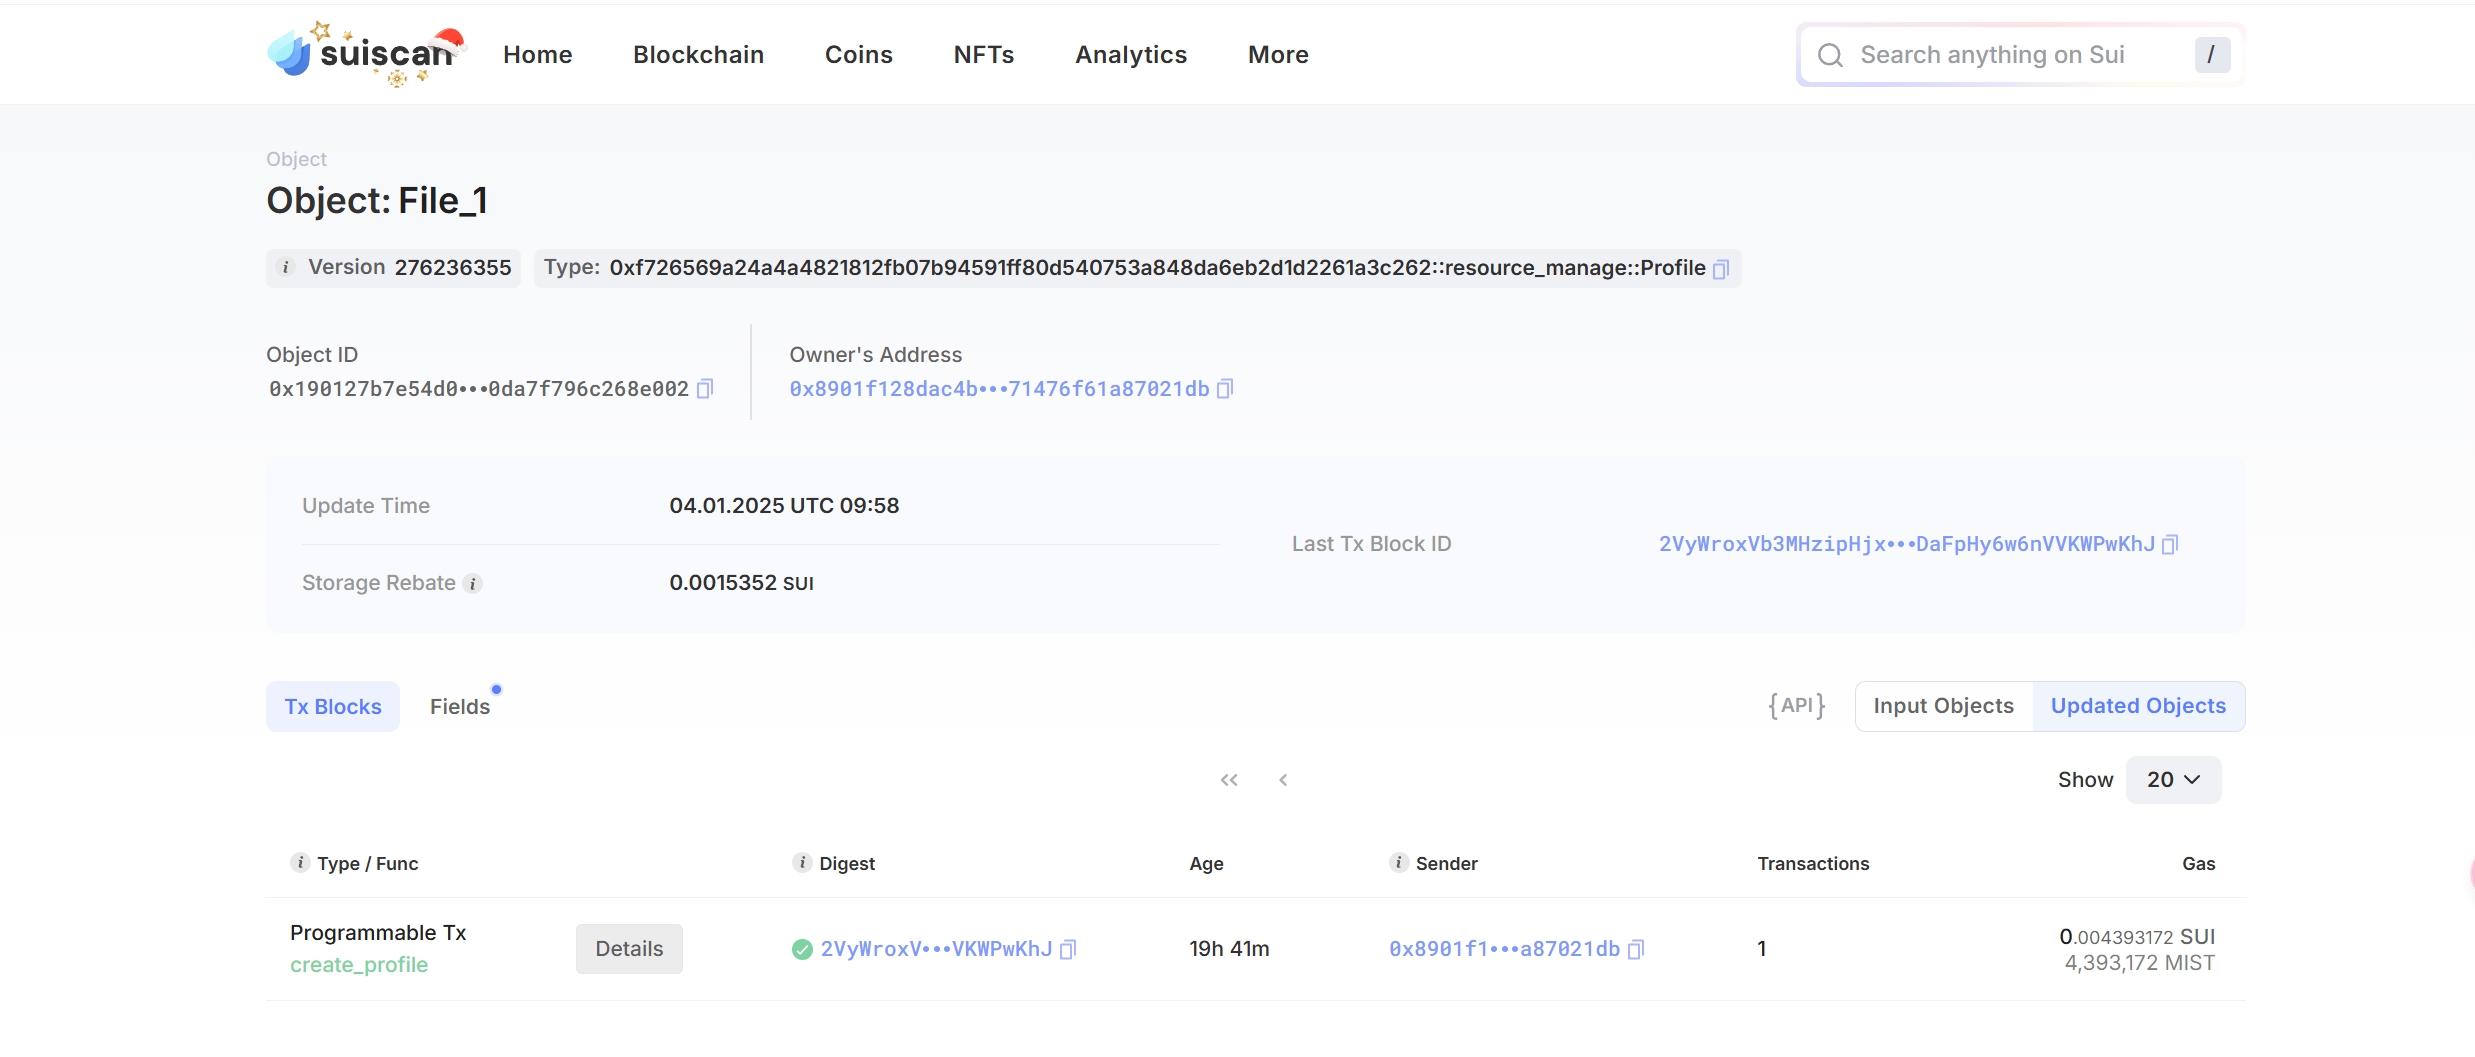 suiscan
Home
Blockchain
Coins
NFTs
Analytics
More
Search anything on Sui
/
Object
Object: File_1
Version 276236355
Type: 0xf726569a24a4a4821812fb07b94591ff80d540753a848da6eb2d1d2261a3c262::resource_manage::Profile
Object ID
0x190127b7e54d0•••0da7f796c268e002
Owner's Address
0x8901f128dac4b•••71476f61a87021db
Update Time
04.01.2025 UTC 09:58
Storage Rebate
0.0015352 SUI
Last Tx Block ID
2VyWroxVb3MHzipHjx•••DaFpHy6w6nVVKWPwKhJ
Tx Blocks
Fields
{API}
Input Objects
Updated Objects
Show
20
Type / Func
Digest
Age
Sender
Transactions
Gas
Programmable Tx
create_profile
Details
2VyWroxV•••VKWPwKhJ
19h 41m
0x8901f1•••a87021db
1
0.004393172 SUI
4,393,172 MIST